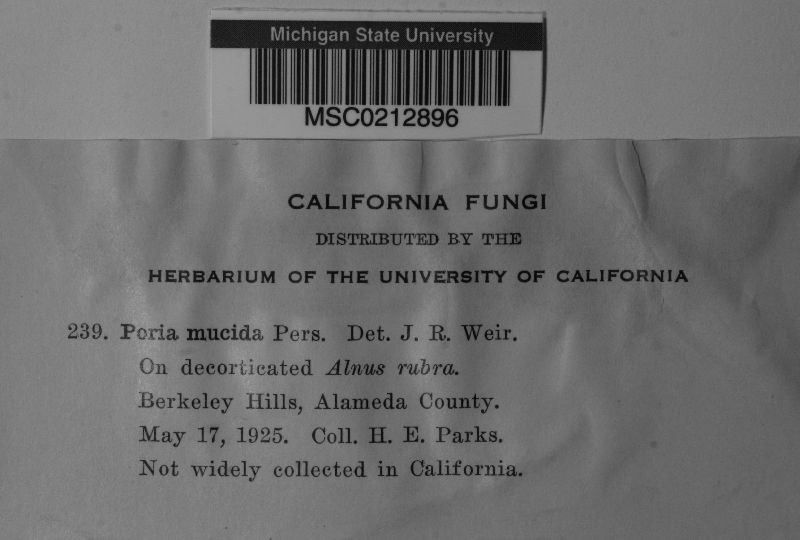 Michigan State University
MSC0212896
CALIFORNIA FUNGI
DISTRIBUTED BY THE
HERBARIUM OF THE UNIVERSITY OF CALIFORNIA
239. Poria mucida Pers. Det. J. R. Weir.
On decorticated Alnus rubra.
Berkeley Hills, Alameda County.
May 17, 1925. Coll. H. E. Parks.
Not widely collected in California.